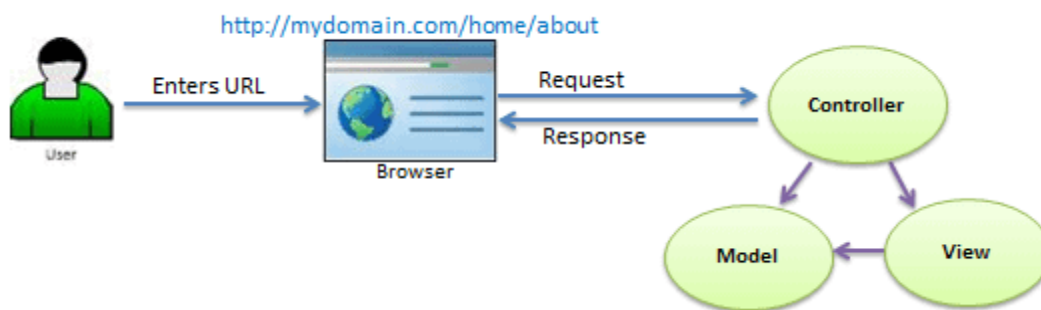 http://mydomain.com/home/about
Enters URL
Request
Response
Controller
User
Browser
Model
View